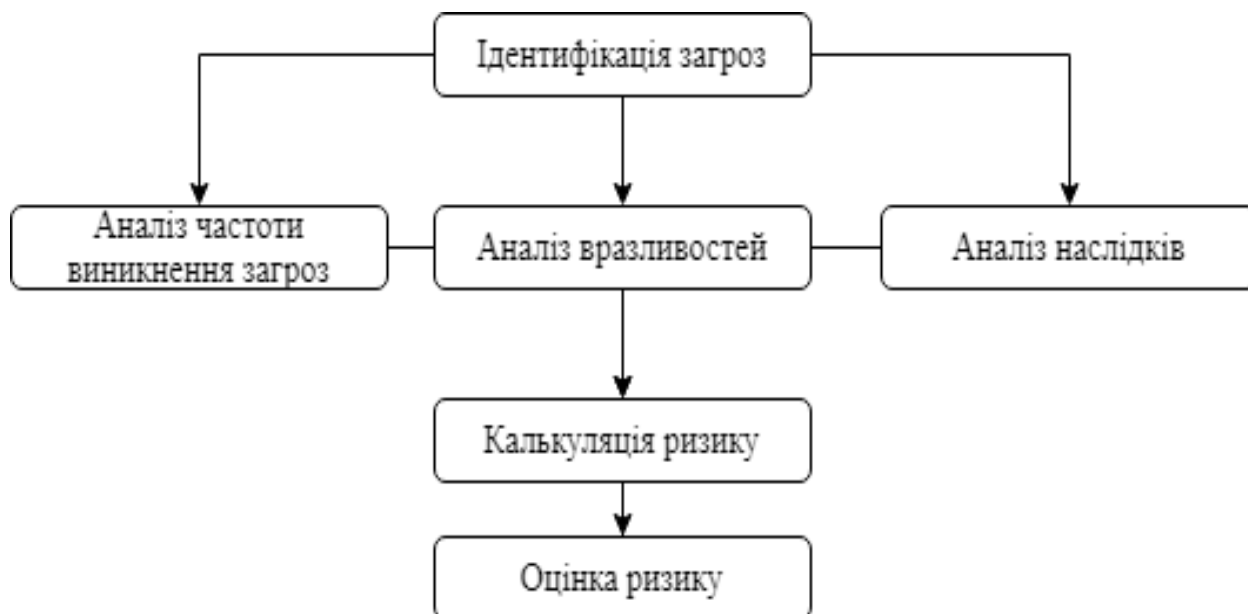 Ідентифікація загроз
Аналіз частоти
виникнення загроз
Аналіз вразливостей
Аналіз наслідків
Калькуляція ризику
Оцінка ризику